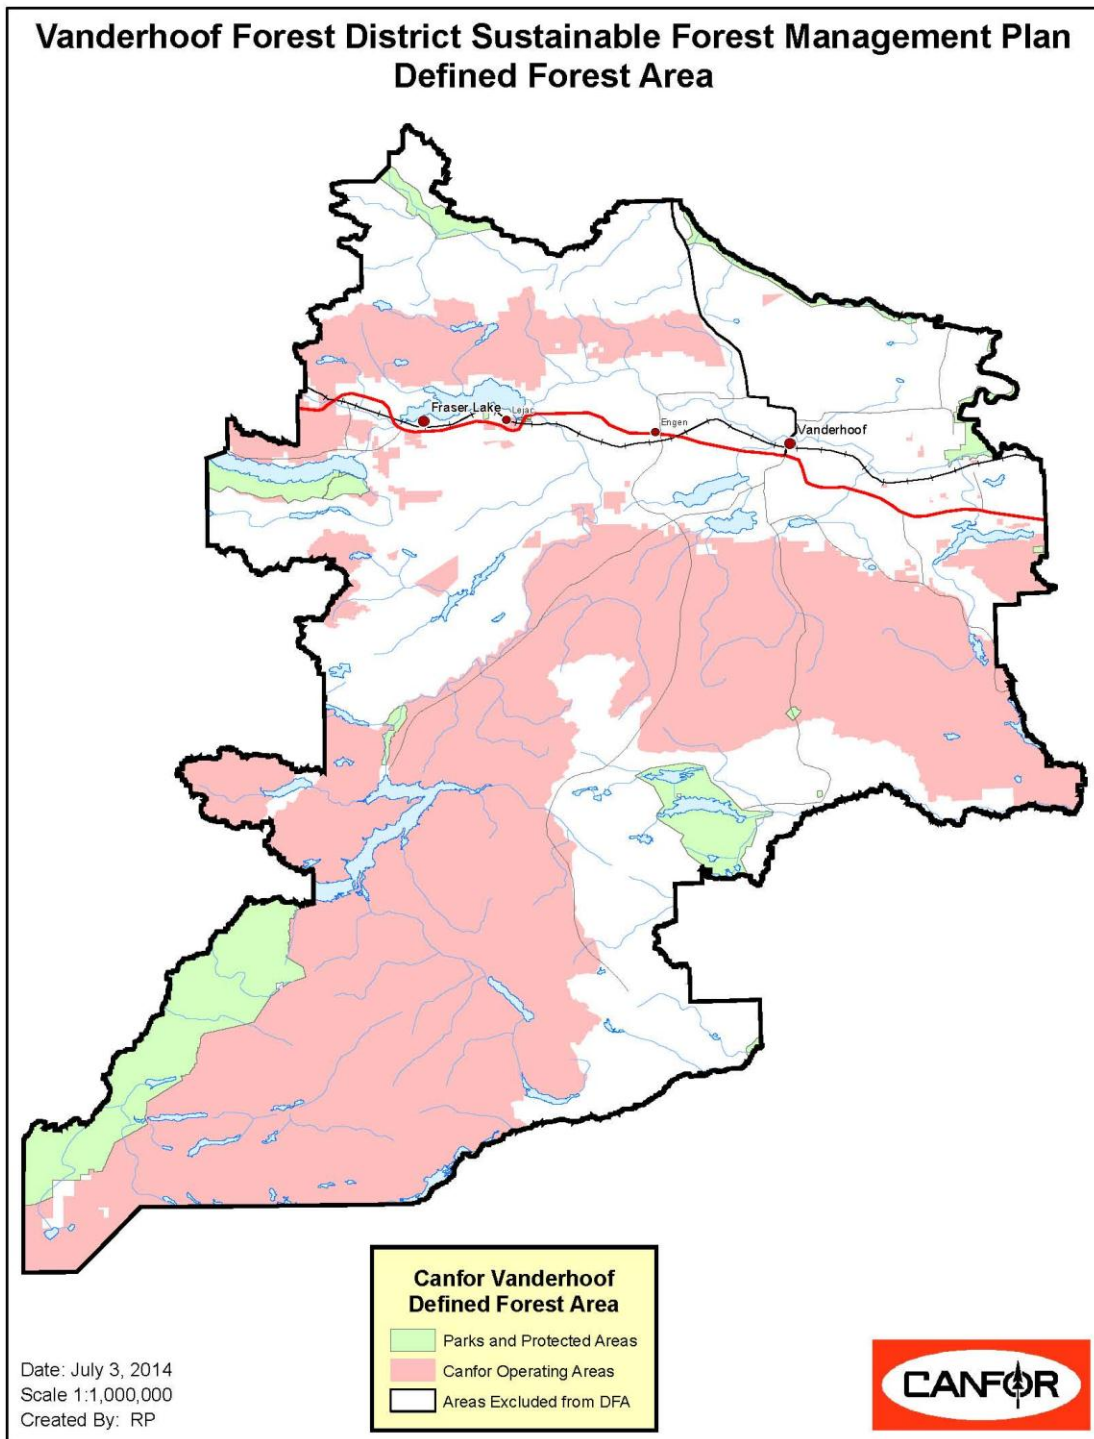 Vanderhoof Forest District Sustainable Forest Management Plan
Defined Forest Area
Fraser Lake
Lejac
Engen
Vanderhoof
Canfor Vanderhoof
Defined Forest Area
Parks and Protected Areas
Canfor Operating Areas
Areas Excluded from DFA
Date: July 3, 2014
Scale 1:1,000,000
Created By: RP
CANFOR